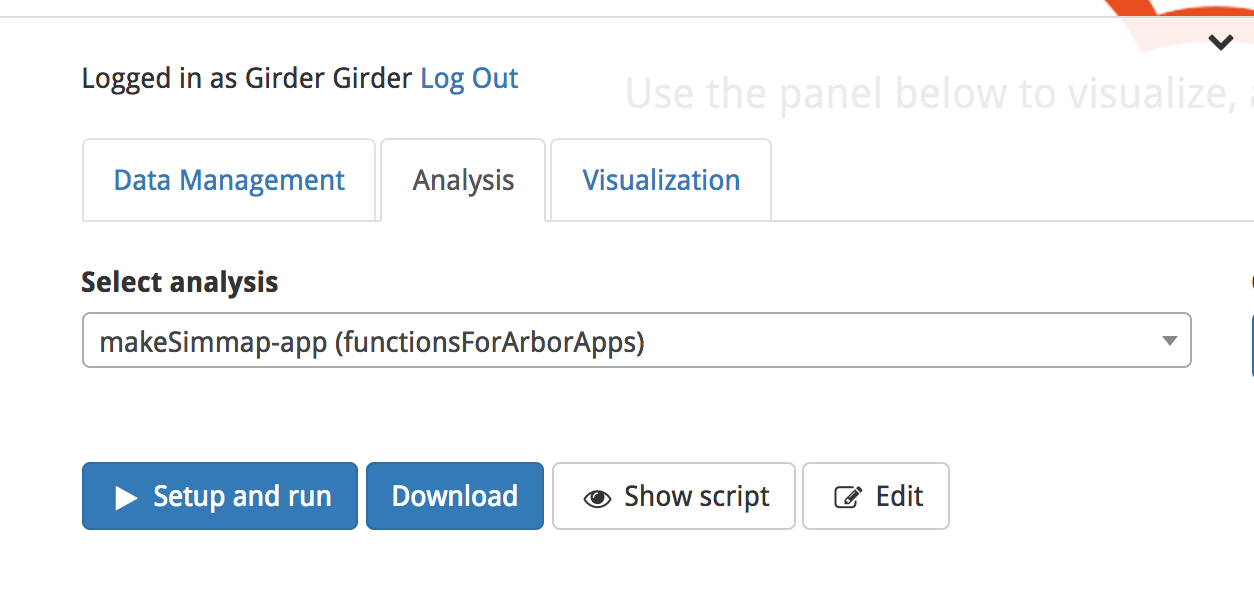 Logged in as Girder Girder Log Out
Use the panel below to visualize,
Data Management Analysis Visualization
Select analysis
makeSimmap-app (functionsForArborApps)
Setup and run Download Show script Edit